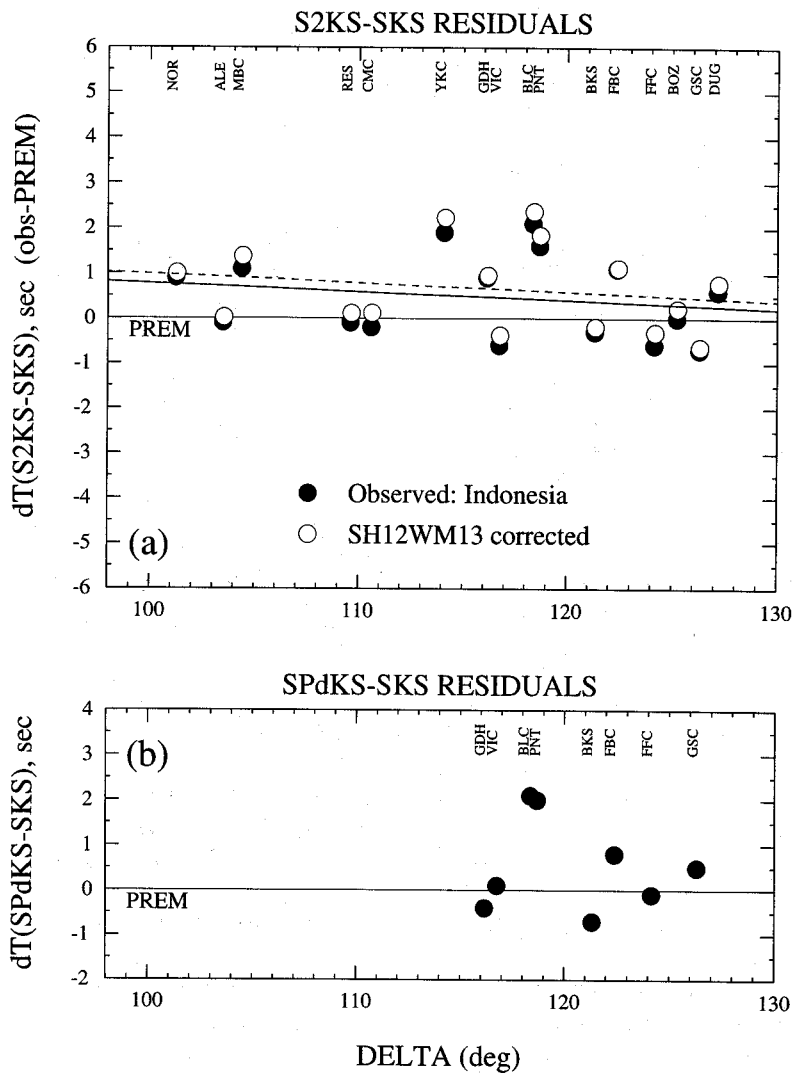 S2KS-SKS RESIDUALS
6
5
4
3
2
1
0
-1
-2
-3
-4
-5
-6
dT(S2KS-SKS), sec (obs-PREM)
NOR ALE MBC RES CMC YKC GDH VIC BLC PNT BKS FBC FFC BOZ GSC DUG
PREM
Observed: Indonesia
SH12WM13 corrected
(a)
100 110 120 130
SPdKS-SKS RESIDUALS
4
3
2
1
0
-1
-2
dT(SPdKS-SKS), sec
(b)
GDH VIC BLC PNT BKS FBC FFC GSC
PREM
100 110 120 130
DELTA (deg)